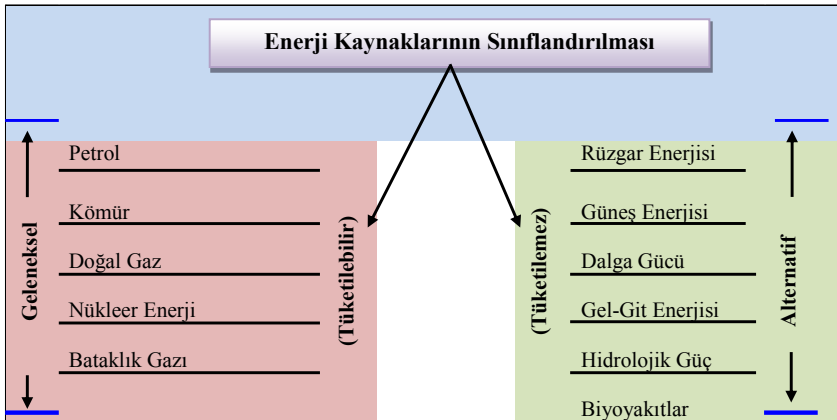 Enerji Kaynaklarının Sınıflandırılması
Geleneksel
Petrol
Kömür
Doğal Gaz
Nükleer Enerji
Bataklık Gazı
(Tüketilebilir)
(Tüketilemez)
Rüzgar Enerjisi
Güneş Enerjisi
Dalga Gücü
Gel-Git Enerjisi
Hidrolojik Güç
Biyoyakıtlar
Alternatif